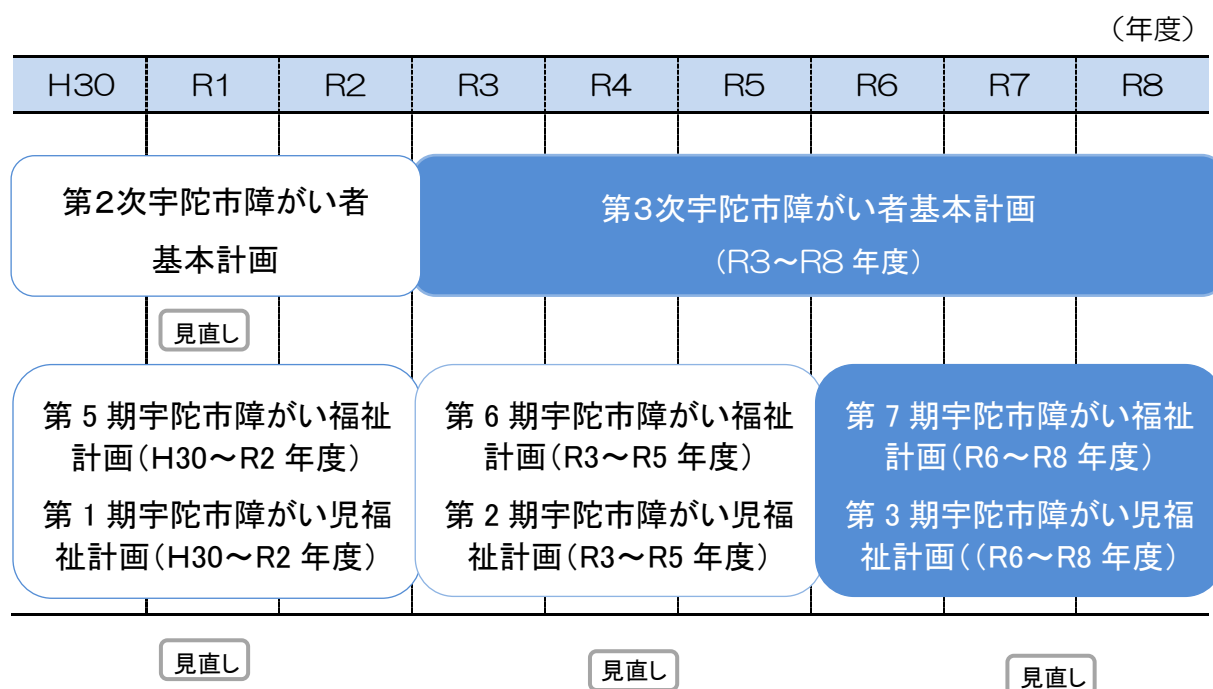 （年度）
H30 R1 R2 R3 R4 R5 R6 R7 R8
第２次宇陀市障がい者
基本計画
第３次宇陀市障がい者基本計画
（R3～R8 年度）
見直し
第 5 期宇陀市障がい福祉
計画（H30～R2 年度）
第 1 期宇陀市障がい児福
祉計画（H30～R2 年度）
第 6 期宇陀市障がい福祉
計画（R3～R5 年度）
第 2 期宇陀市障がい児福
祉計画（R3～R5 年度）
第 7 期宇陀市障がい福祉
計画（R6～R8 年度）
第 3 期宇陀市障がい児福
祉計画（（R6～R8 年度）
見直し
見直し
見直し